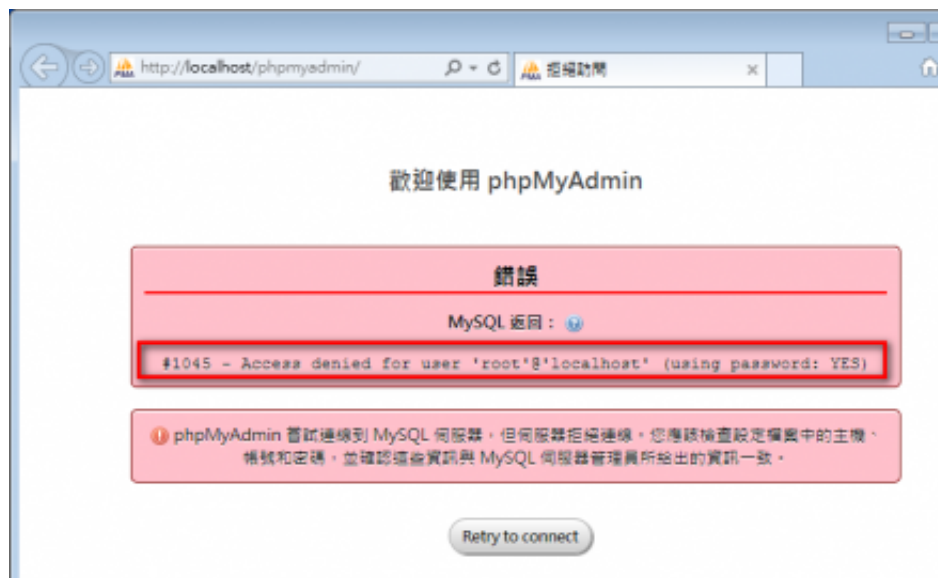 http://localhost/phpmyadmin/
拒絕訪問
歡迎使用 phpMyAdmin
錯誤
MySQL 返回：
#1045 - Access denied for user 'root'@'localhost' (using password: YES)
phpMyAdmin 嘗試連線到 MySQL 伺服器，但伺服器拒絕連線。您應該檢查設定檔案中的主機、
帳號和密碼，並確認這些資訊與 MySQL 伺服器管理員所給出的資訊一致。
Retry to connect